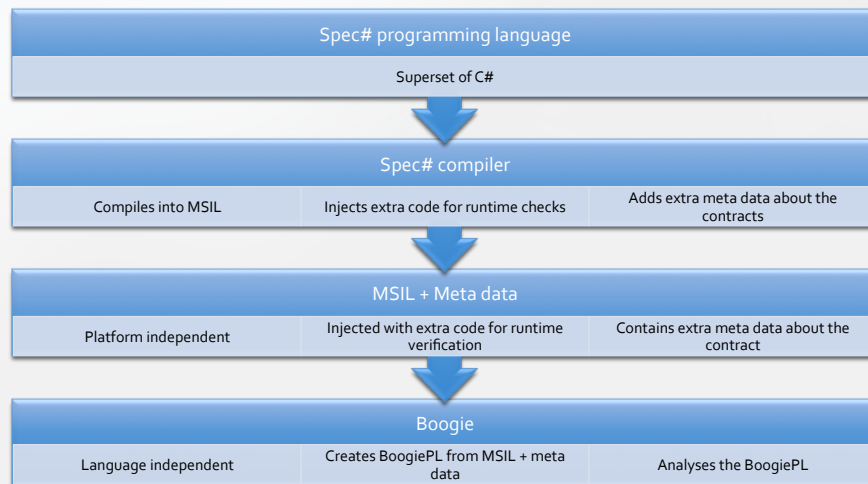 Spec# programming language
Superset of C#
Spec# compiler
Compiles into MSIL
Injects extra code for runtime checks
Adds extra meta data about the
contracts
MSIL + Meta data
Platform independent
Injected with extra code for runtime
verification
Contains extra meta data about the
contract
Boogie
Language independent
Creates BoogiePL from MSIL + meta
data
Analyses the BoogiePL